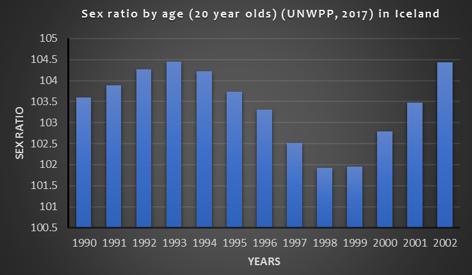 Sex ratio by age (20 year olds) (UNWPP, 2017) in Iceland
105
104.5
104
103.5
103
102.5
102
101.5
101
100.5
SEX RATIO
1990 1991 1992 1993 1994 1995 1996 1997 1998 1999 2000 2001 2002
YEARS